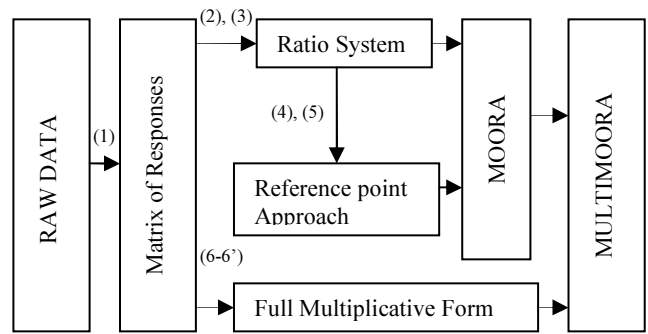 RAW DATA
(1)
Matrix of Responses
(2), (3)
Ratio System
(4), (5)
Reference point
Approach
MOORA
MULTIMOORA
(6-6’)
Full Multiplicative Form